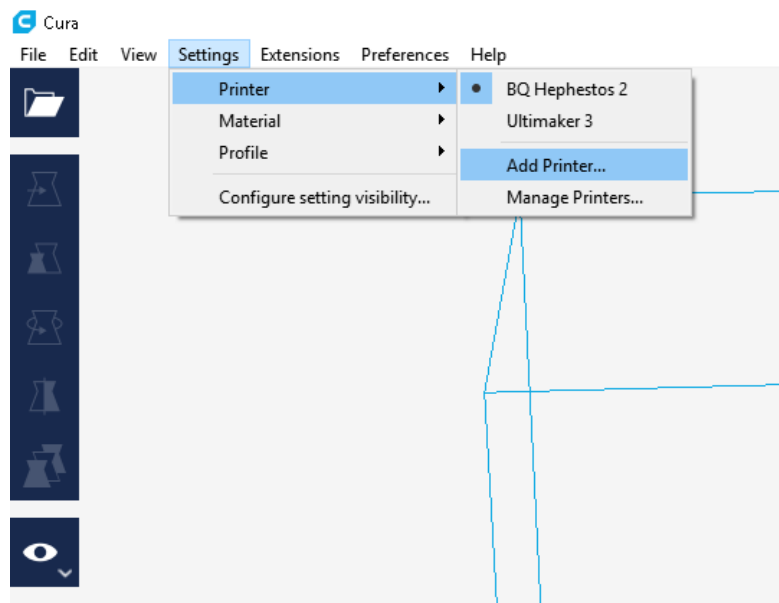 Cura
File Edit View Settings Extensions Preferences Help
Printer
Material
Profile
Configure setting visibility...
BQ Hephestos 2
Ultimaker 3
Add Printer...
Manage Printers...